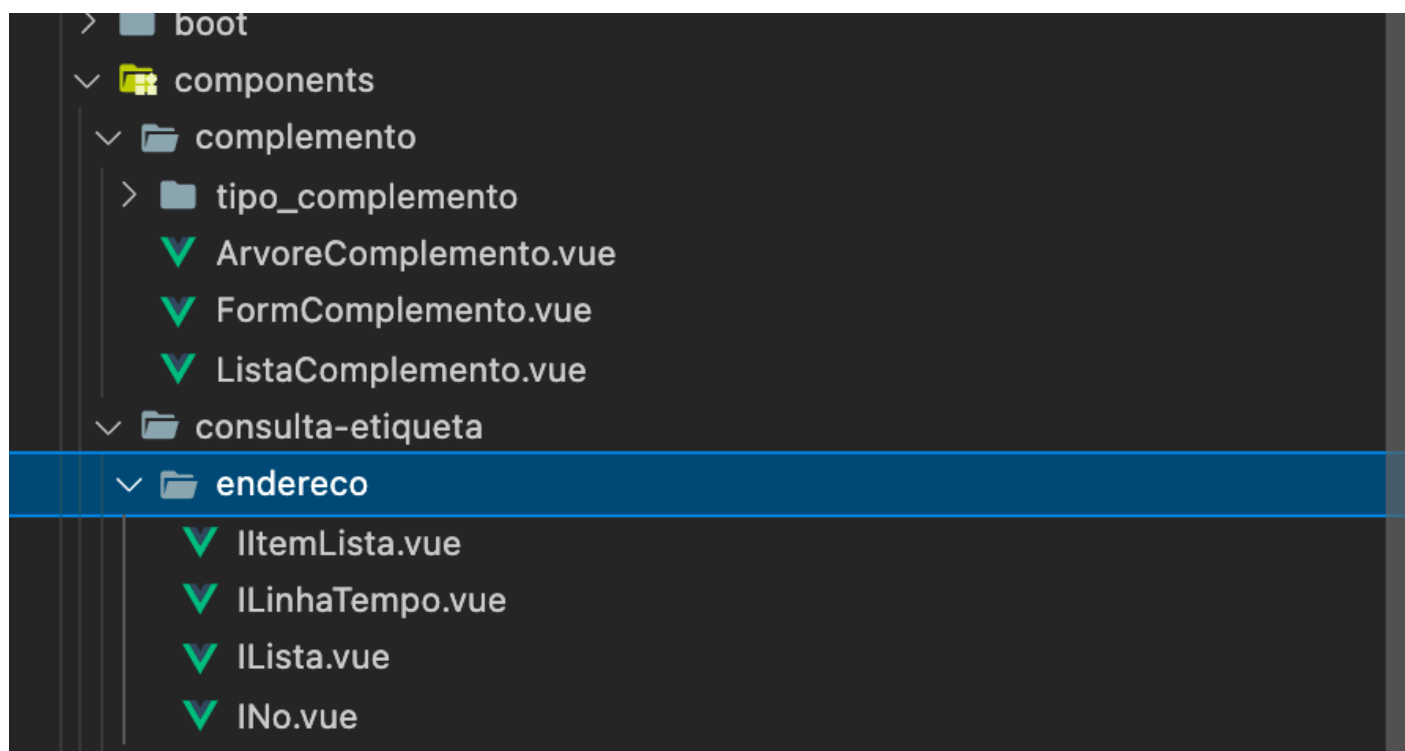 boot
components
complemento
tipo_complemento
ArvoreComplemento.vue
FormComplemento.vue
ListaComplemento.vue
consulta-etiqueta
endereco
IItemLista.vue
ILinhaTempo.vue
ILista.vue
INo.vue